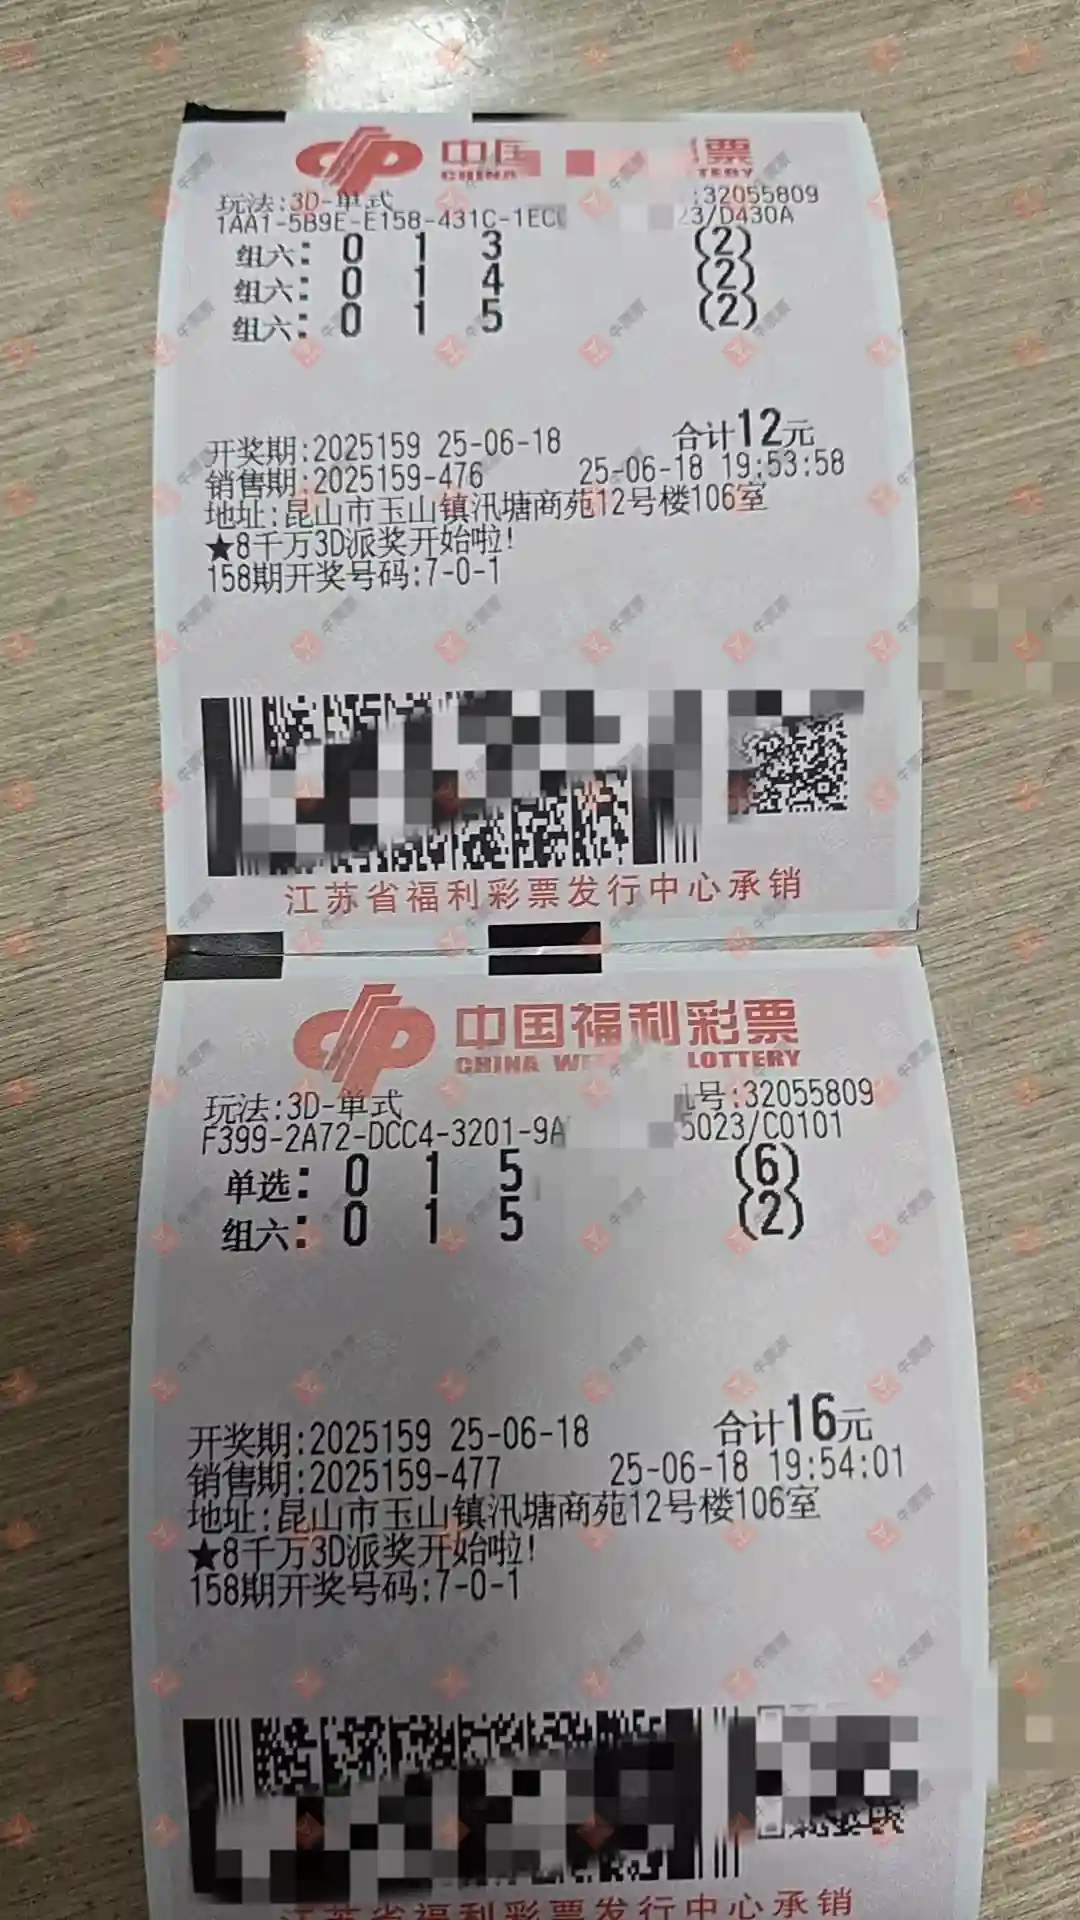 中国 票
CHINA TERY
玩法:3D-单式 :32055809
1AA1-5B9E-E158-431C-1EC 23/D430A
组六: 0 1 3 (2)
组六: 0 1 4 (2)
组六: 0 1 5 (2)
开奖期:2025159 25-06-18 合计12元
销售期:2025159-476 25-06-18 19:53:58
地址:昆山市玉山镇汛塘商苑12号楼106室
★8千万3D派奖开始啦!
158期开奖号码:7-0-1
江苏省福利彩票发行中心承销
中国福利彩票
CHINA WE LOTTERY
玩法:3D-单式 号:32055809
F399-2A72-DCC4-3201-9A 5023/C0101
单选: 0 1 5 (6)
组六: 0 1 5 (2)
开奖期:2025159 25-06-18 合计16元
销售期:2025159-477 25-06-18 19:54:01
地址:昆山市玉山镇汛塘商苑12号楼106室
★8千万3D派奖开始啦!
158期开奖号码:7-0-1
江苏省福利彩票发行中心承销